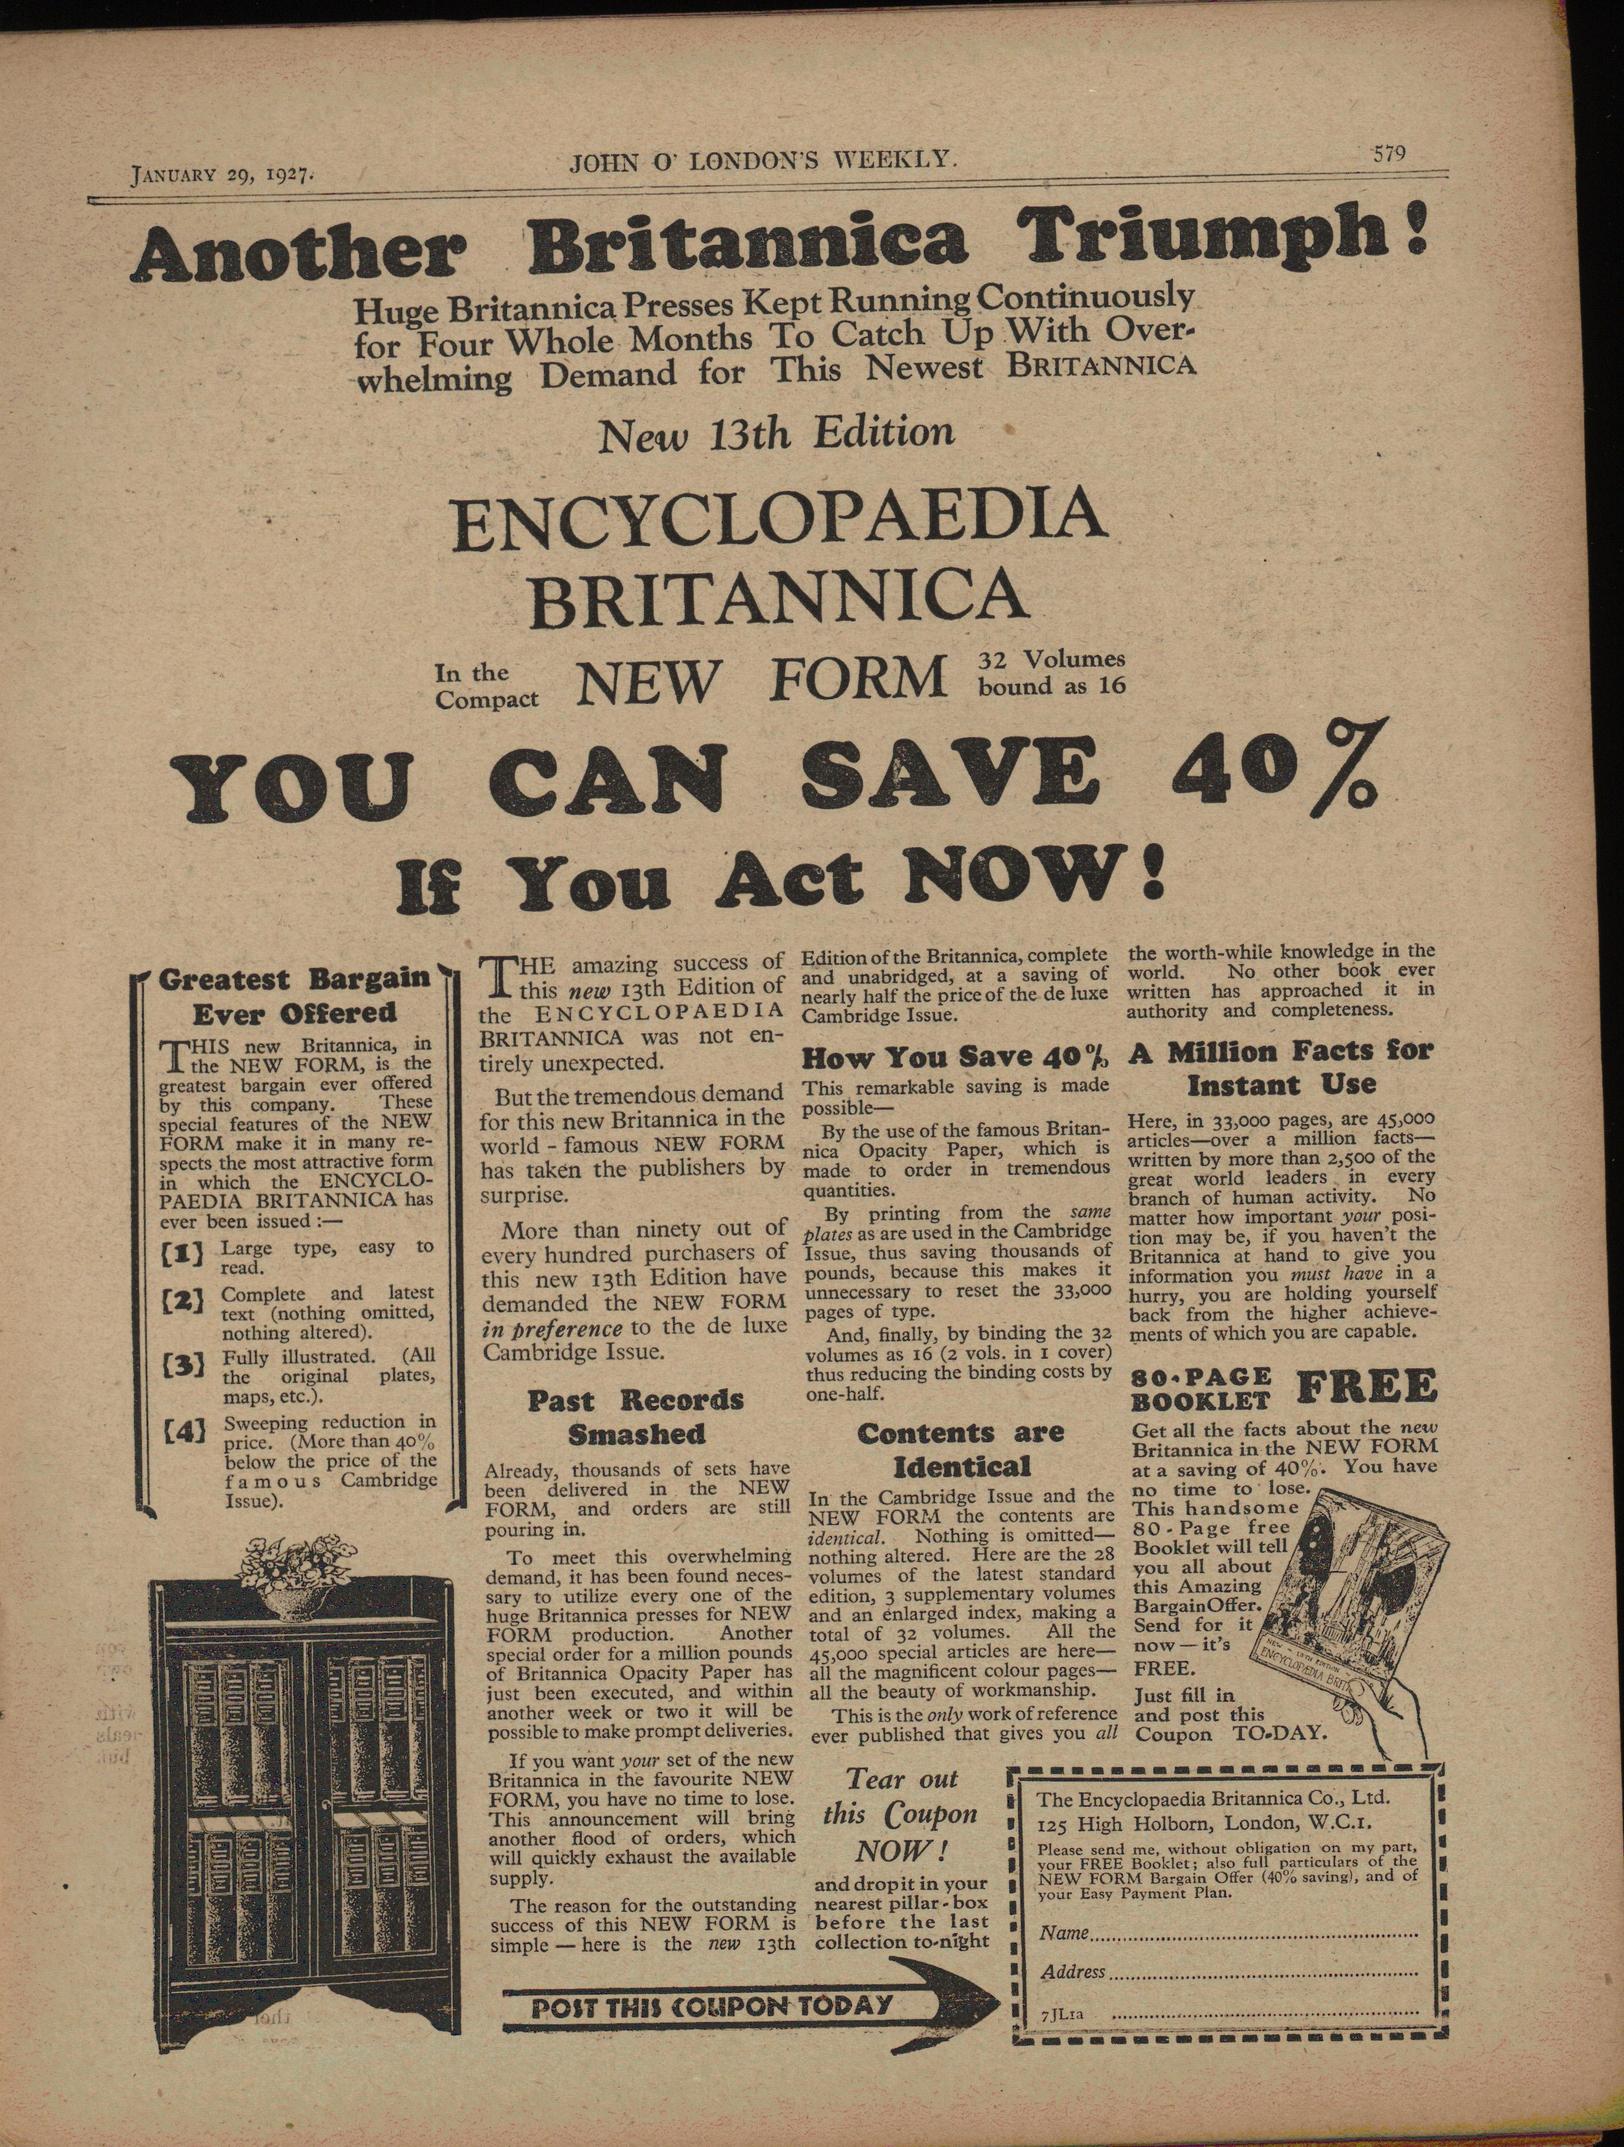 JANUARY 29, 1927.
JOHN O' LONDON'S WEEKLY.
579
Another Britannica Triumph!
Huge Britannica Presses Kept Running Continuously
for Four Whole Months To Catch Up With Over-
whelming Demand for This Newest BRITANNICA
New 13th Edition
ENCYCLOPAEDIA
BRITANNICA
In the
Compact
NEW FORM
32 Volumes
bound as 16
YOU CAN SAVE 40%
If You Act NOW!
Greatest Bargain
Ever Offered
THIS new Britannica, in
the NEW FORM, is the
greatest bargain ever offered
by this company. These
special features of the NEW
FORM make it in many re-
spects the most attractive form
in which the ENCYCLO-
PAEDIA BRITANNICA has
ever been issued :—
[1] Large type, easy to
read.
[2] Complete and latest
text (nothing omitted,
nothing altered).
[3] Fully illustrated. (All
the original plates,
maps, etc.).
[4] Sweeping reduction in
price. (More than 40%
below the price of the
famous Cambridge
Issue).
THE amazing success of
this new 13th Edition of
the ENCYCLOPAEDIA
BRITANNICA was not en-
tirely unexpected.
But the tremendous demand
for this new Britannica in the
world-famous NEW FORM
has taken the publishers by
surprise.
More than ninety out of
every hundred purchasers of
this new 13th Edition have
demanded the NEW FORM
in preference to the de luxe
Cambridge Issue.
Past Records
Smashed
Already, thousands of sets have
been delivered in the NEW
FORM, and orders are still
pouring in.
To meet this overwhelming
demand, it has been found neces-
sary to utilize every one of the
huge Britannica presses for NEW
FORM production. Another
special order for a million pounds
of Britannica Opacity Paper has
just been executed, and within
another week or two it will be
possible to make prompt deliveries.
If you want your set of the new
Britannica in the favourite NEW
FORM, you have no time to lose.
This announcement will bring
another flood of orders, which
will quickly exhaust the available
supply.
The reason for the outstanding
success of this NEW FORM is
simple — here is the new 13th
Edition of the Britannica, complete
and unabridged, at a saving of
nearly half the price of the de luxe
Cambridge Issue.
How You Save 40%
This remarkable saving is made
possible—
By the use of the famous Britan-
nica Opacity Paper, which is
made to order in tremendous
quantities.
By printing from the same
plates as are used in the Cambridge
Issue, thus saving thousands of
pounds, because this makes it
unnecessary to reset the 33,000
pages of type.
And, finally, by binding the 32
volumes as 16 (2 vols. in 1 cover)
thus reducing the binding costs by
one-half.
Contents are
Identical
In the Cambridge Issue and the
NEW FORM the contents are
identical. Nothing is omitted—
nothing altered. Here are the 28
volumes of the latest standard
edition, 3 supplementary volumes
and an enlarged index, making a
total of 32 volumes. All the
45,000 special articles are here—
all the magnificent colour pages—
all the beauty of workmanship.
This is the only work of reference
ever published that gives you all
the worth-while knowledge in the
world. No other book ever
written has approached it in
authority and completeness.
A Million Facts for
Instant Use
Here, in 33,000 pages, are 45,000
articles—over a million facts—
written by more than 2,500 of the
great world leaders in every
branch of human activity. No
matter how important your posi-
tion may be, if you haven't the
Britannica at hand to give you
information you must have in a
hurry, you are holding yourself
back from the higher achieve-
ments of which you are capable.
80-PAGE
BOOKLET FREE
Get all the facts about the new
Britannica in the NEW FORM
at a saving of 40%. You have
no time to lose.
This handsome
80-Page free
Booklet will tell
you all about
this Amazing
Bargain Offer.
Send for it
now—it's
FREE.
Just fill in
and post this
Coupon TO-DAY.
NEW 13TH EDITION
ENCYCLOPÆDIA BRIT
Tear out
this Coupon
NOW!
and drop it in your
nearest pillar-box
before the last
collection to-night
POST THIS COUPON TODAY
The Encyclopaedia Britannica Co., Ltd.
125 High Holborn, London, W.C.1.
Please send me, without obligation on my part,
your FREE Booklet; also full particulars of the
NEW FORM Bargain Offer (40% saving), and of
your Easy Payment Plan.
Name
Address
7JL1a